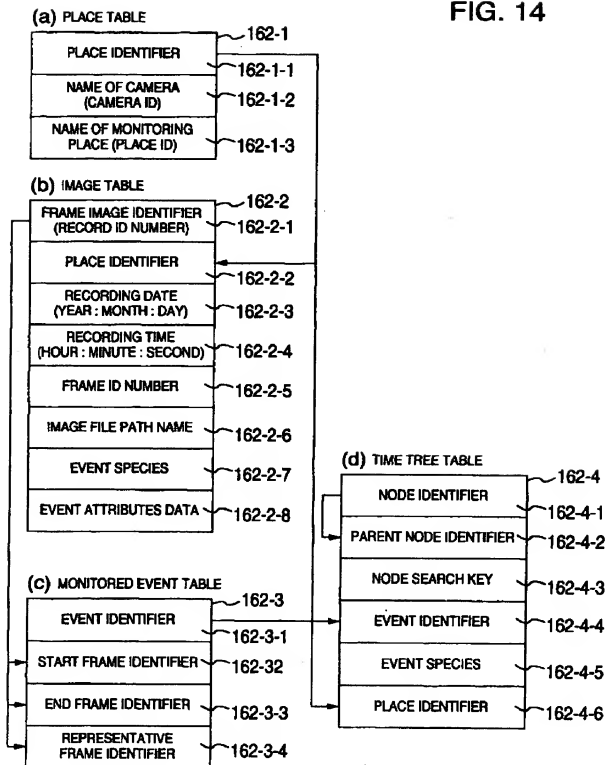 FIG. 14
(a) PLACE TABLE
162-1
PLACE IDENTIFIER
162-1-1
NAME OF CAMERA
(CAMERA ID)
162-1-2
NAME OF MONITORING
PLACE (PLACE ID)
162-1-3
(b) IMAGE TABLE
162-2
FRAME IMAGE IDENTIFIER
(RECORD ID NUMBER)
162-2-1
PLACE IDENTIFIER
162-2-2
RECORDING DATE
(YEAR : MONTH : DAY)
162-2-3
RECORDING TIME
(HOUR : MINUTE : SECOND)
162-2-4
FRAME ID NUMBER
162-2-5
IMAGE FILE PATH NAME
162-2-6
EVENT SPECIES
162-2-7
EVENT ATTRIBUTES DATA
162-2-8
(c) MONITORED EVENT TABLE
162-3
EVENT IDENTIFIER
162-3-1
START FRAME IDENTIFIER
162-32
END FRAME IDENTIFIER
162-3-3
REPRESENTATIVE
FRAME IDENTIFIER
162-3-4
(d) TIME TREE TABLE
162-4
NODE IDENTIFIER
162-4-1
PARENT NODE IDENTIFIER
162-4-2
NODE SEARCH KEY
162-4-3
EVENT IDENTIFIER
162-4-4
EVENT SPECIES
162-4-5
PLACE IDENTIFIER
162-4-6